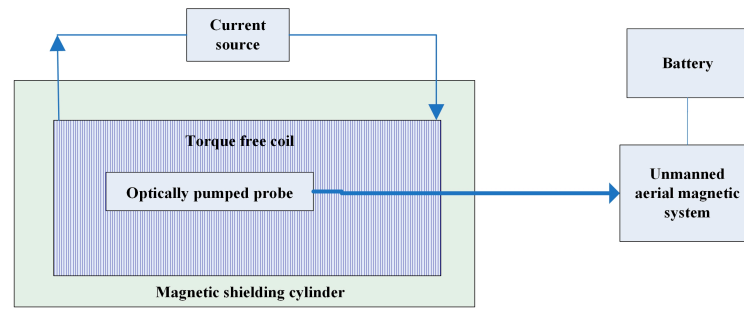 Current
source
Battery
Torque free coil
Optically pumped probe
Unmanned
aerial magnetic
system
Magnetic shielding cylinder